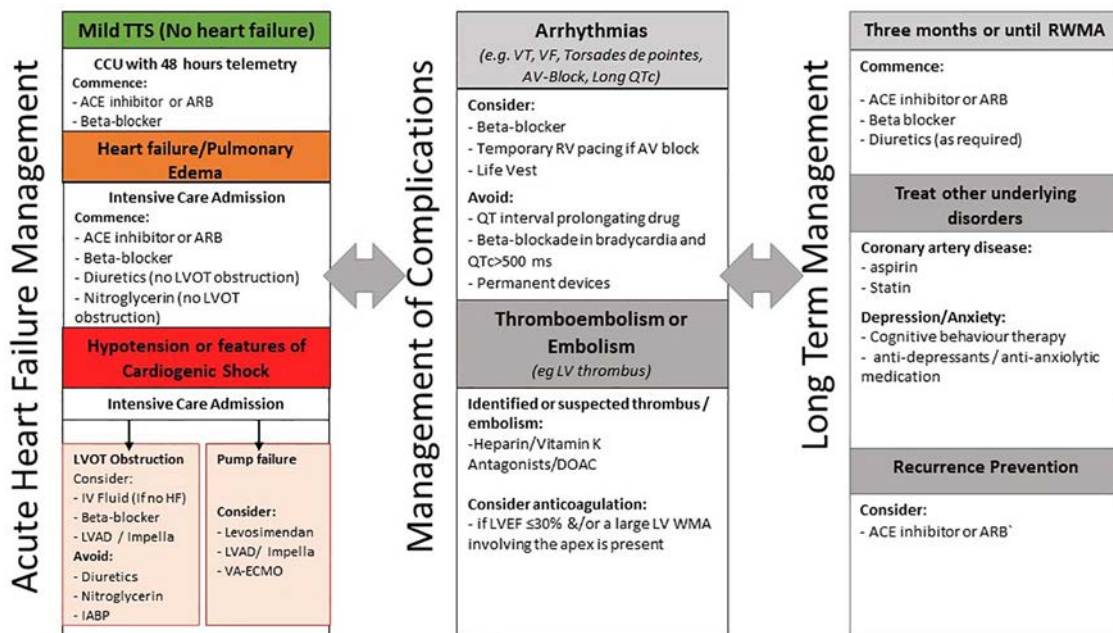 Acute Heart Failure Management
Mild TTS (No heart failure)
CCU with 48 hours telemetry
Commence:
- ACE inhibitor or ARB
- Beta-blocker
Heart failure/Pulmonary
Edema
Intensive Care Admission
Commence:
- ACE inhibitor or ARB
- Beta-blocker
- Diuretics (no LVOT obstruction)
- Nitroglycerin (no LVOT
obstruction)
Hypotension or features of
Cardiogenic Shock
Intensive Care Admission
LVOT Obstruction
Consider:
- IV Fluid (If no HF)
- Beta-blocker
- LVAD / Impella
Avoid:
- Diuretics
- Nitroglycerin
- IABP
Pump failure
Consider:
- Levosimendan
- LVAD/ Impella
- VA-ECMO
Management of Complications
Arrhythmias
(e.g. VT, VF, Torsades de pointes,
AV-Block, Long QTc)
Consider:
- Beta-blocker
- Temporary RV pacing if AV block
- Life Vest
Avoid:
- QT interval prolongating drug
- Beta-blockade in bradycardia and
QTc>500 ms
- Permanent devices
Thromboembolism or
Embolism
(eg LV thrombus)
Identified or suspected thrombus /
embolism:
-Heparin/Vitamin K
Antagonists/DOAC
Consider anticoagulation:
- if LVEF ≤30% &/or a large LV WMA
involving the apex is present
Long Term Management
Three months or until RWMA
Commence:
- ACE inhibitor or ARB
- Beta blocker
- Diuretics (as required)
Treat other underlying
disorders
Coronary artery disease:
- aspirin
- Statin
Depression/Anxiety:
- Cognitive behaviour therapy
- anti-depressants / anti-anxiolytic
medication
Recurrence Prevention
Consider:
- ACE inhibitor or ARB`